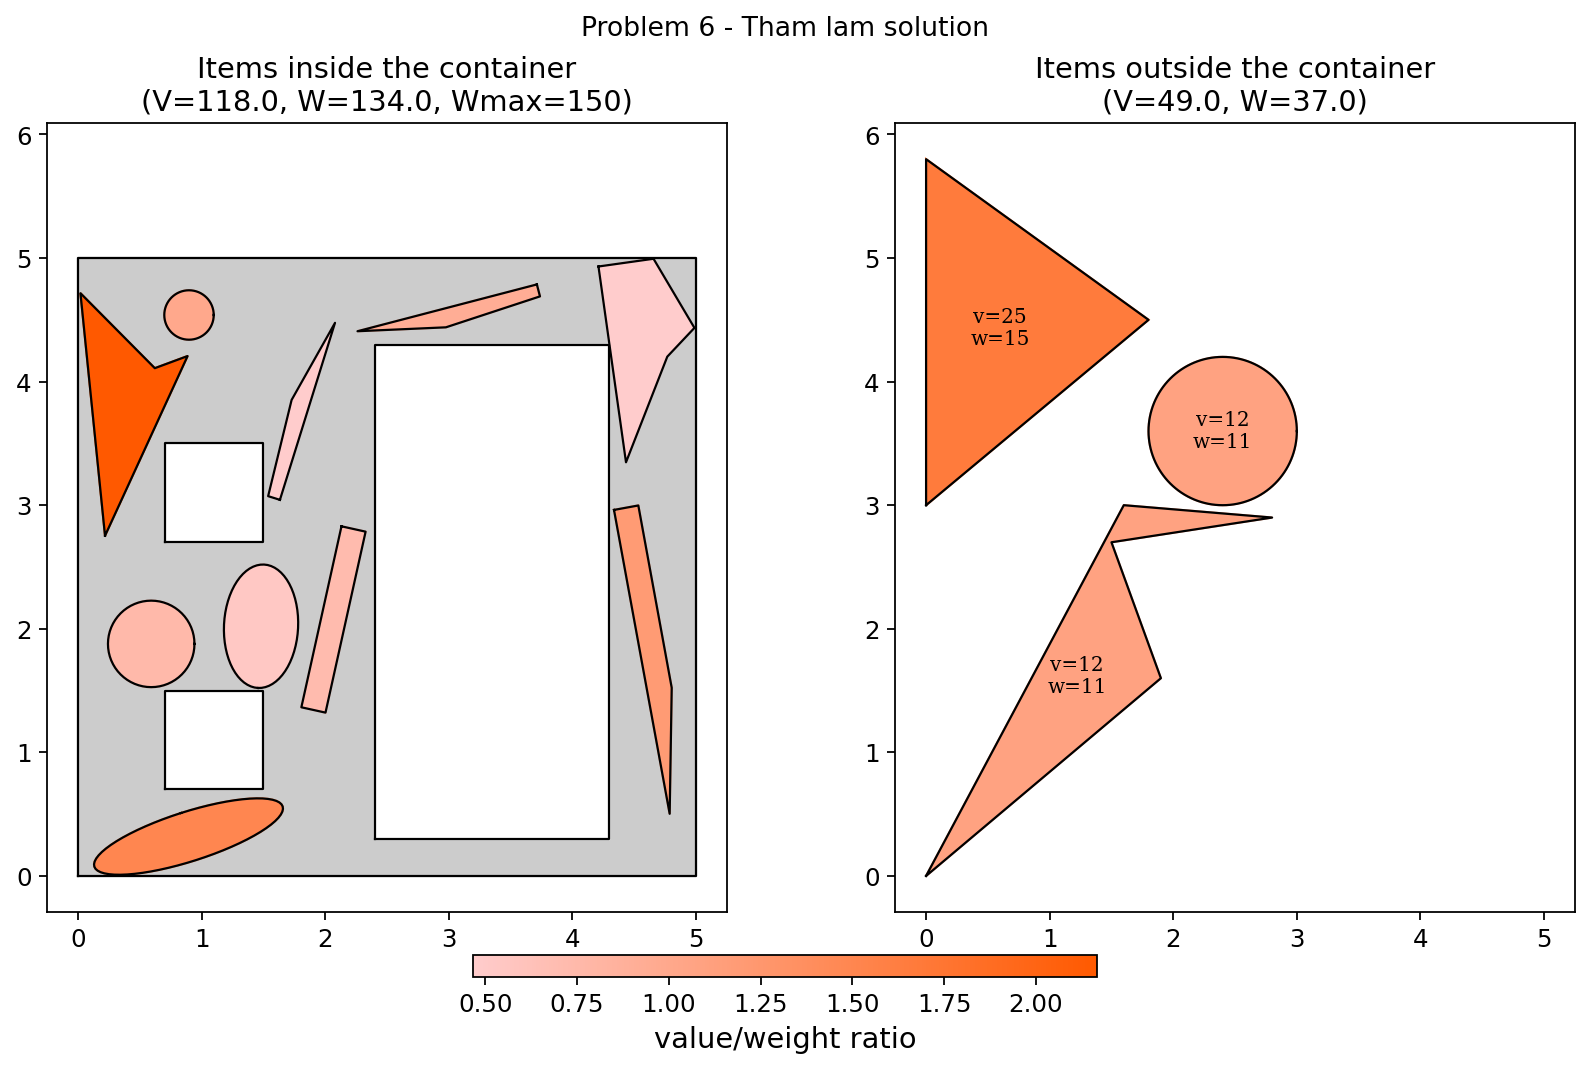 Problem 6 - Tham lam solution
Items inside the container
(V=118.0, W=134.0, Wmax=150)
6
5
4
3
2
1
0
0 1 2 3 4 5
Items outside the container
(V=49.0, W=37.0)
6
5
4
3
2
1
0
v=25
w=15
v=12
w=11
v=12
w=11
0 1 2 3 4 5
0.50 0.75 1.00 1.25 1.50 1.75 2.00
value/weight ratio